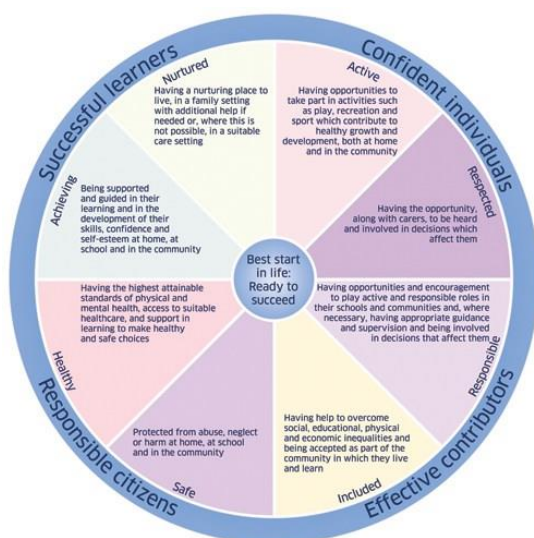 Successful learners
Confident individuals
Nurtured
Having a nurturing place to
live, in a family setting
with additional help if
needed or, where this is
not possible, in a suitable
care setting
Active
Having opportunities to
take part in activities such
as play, recreation and
sport which contribute to
healthy growth and
development, both at home
and in the community
Achieving
Being supported
and guided in their
learning and in the
development of their
skills, confidence and
self-esteem at home, at
school and in the community
Respected
Having the opportunity,
along with carers, to be heard
and involved in decisions which
affect them
Best start
in life:
Ready to
succeed
Healthy
Having the highest attainable
standards of physical and
mental health, access to suitable
healthcare, and support in
learning to make healthy
and safe choices
Responsible
Having opportunities and encouragement
to play active and responsible roles in
their schools and communities and, where
necessary, having appropriate guidance
and supervision and being involved
in decisions that affect them
Protected from abuse, neglect
or harm at home, at school
and in the community
Safe
Having help to overcome
social, educational, physical
and economic inequalities and
being accepted as part of the
community in which they live
and learn
Included
Responsible citizens
Effective contributors